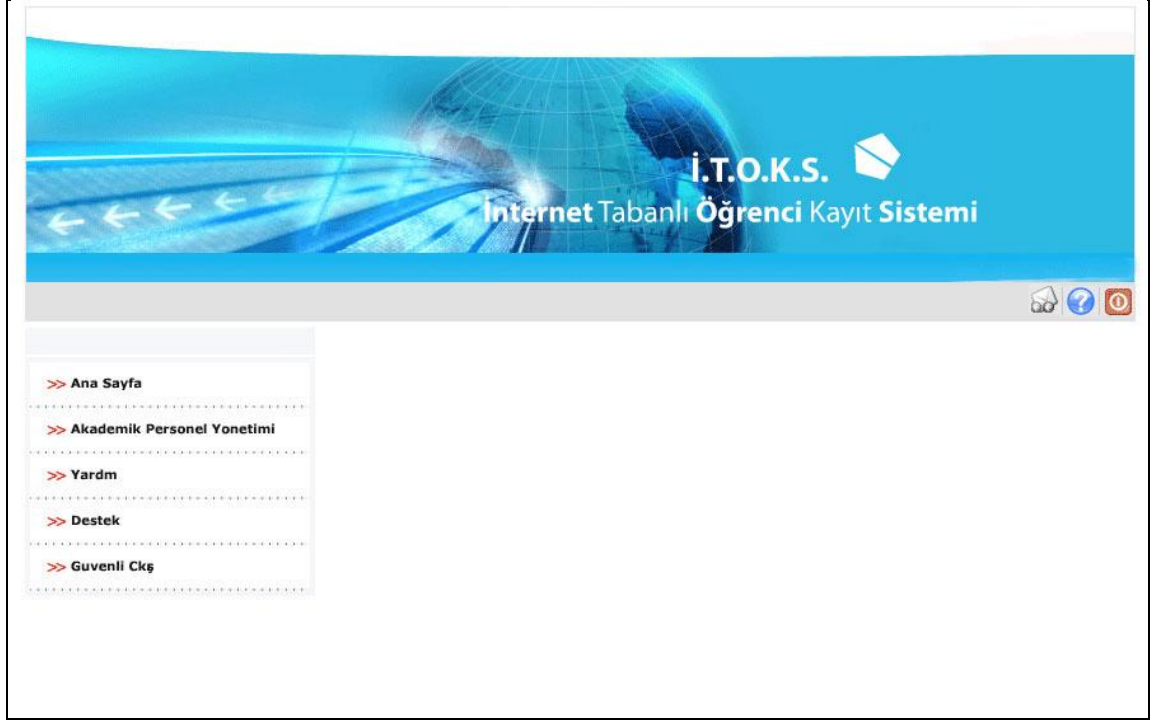 İ.T.O.K.S.
İnternet Tabanlı Öğrenci Kayıt Sistemi
>> Ana Sayfa
>> Akademik Personel Yonetimi
>> Yardm
>> Destek
>> Guvenli Ckş